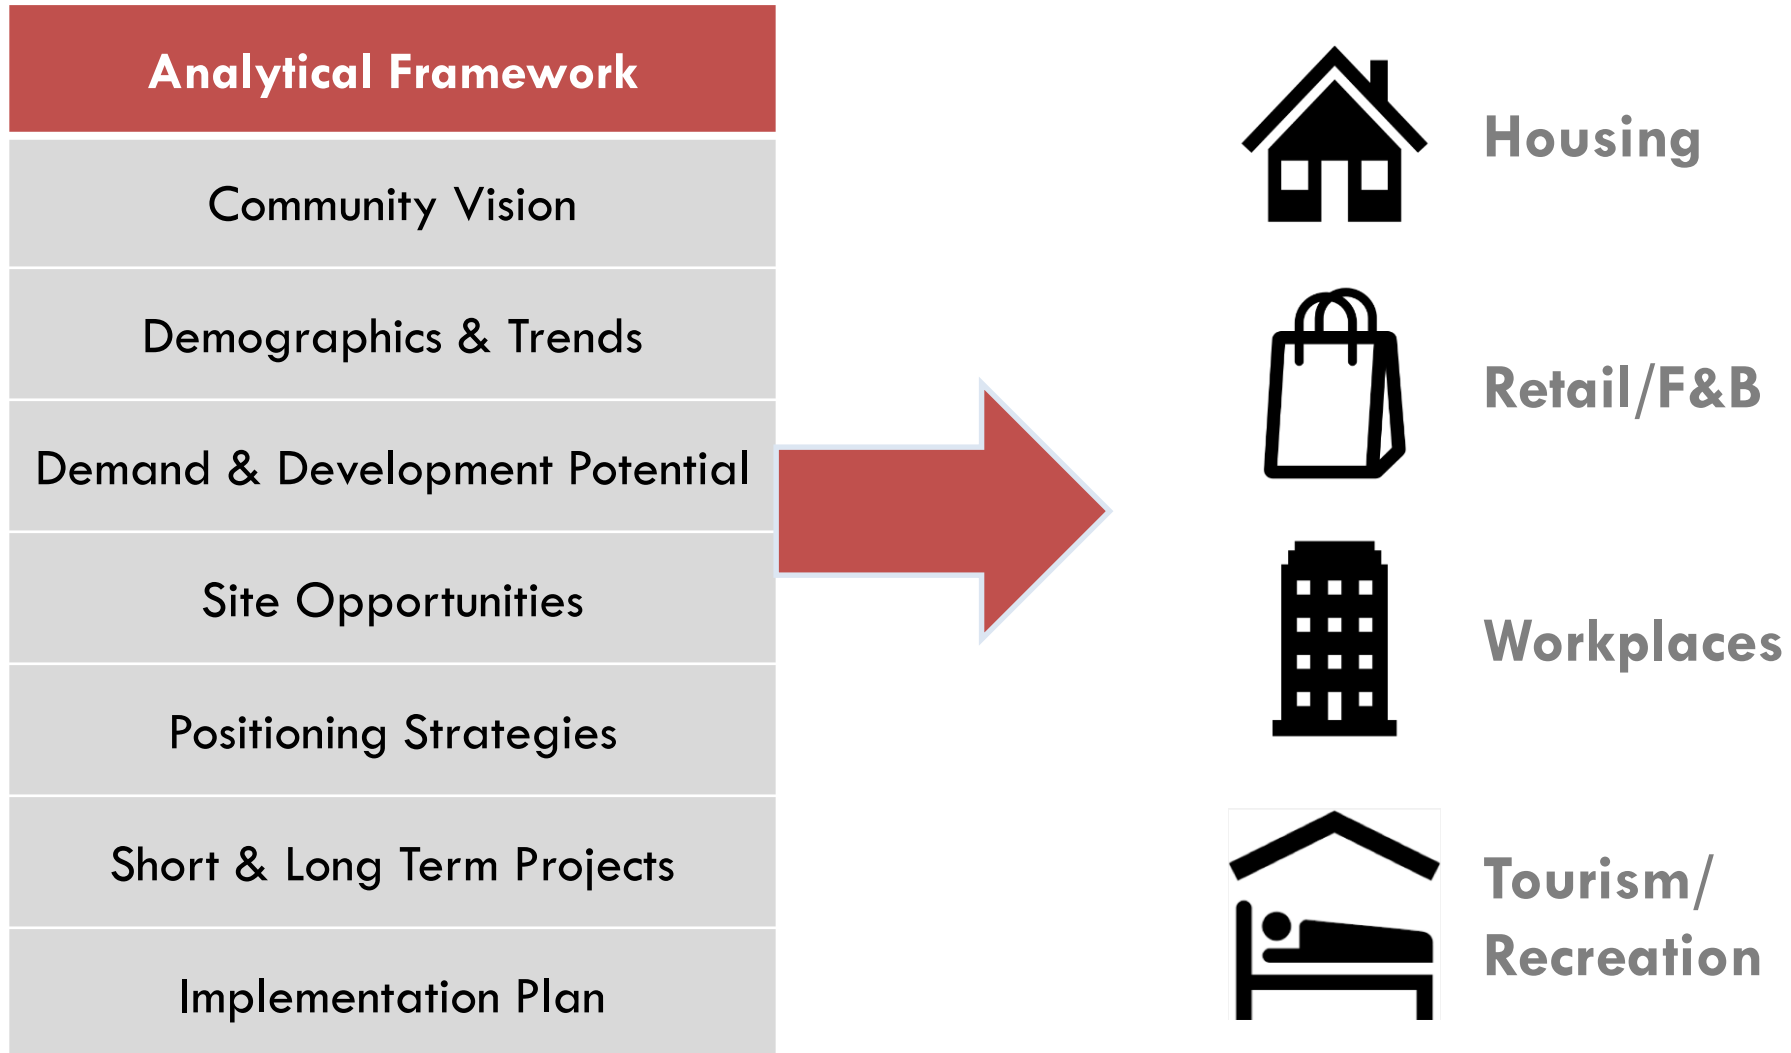 Analytical Framework
Community Vision
Demographics & Trends
Demand & Development Potential
Site Opportunities
Positioning Strategies
Short & Long Term Projects
Implementation Plan
Housing
Retail/F&B
Workplaces
Tourism/
Recreation